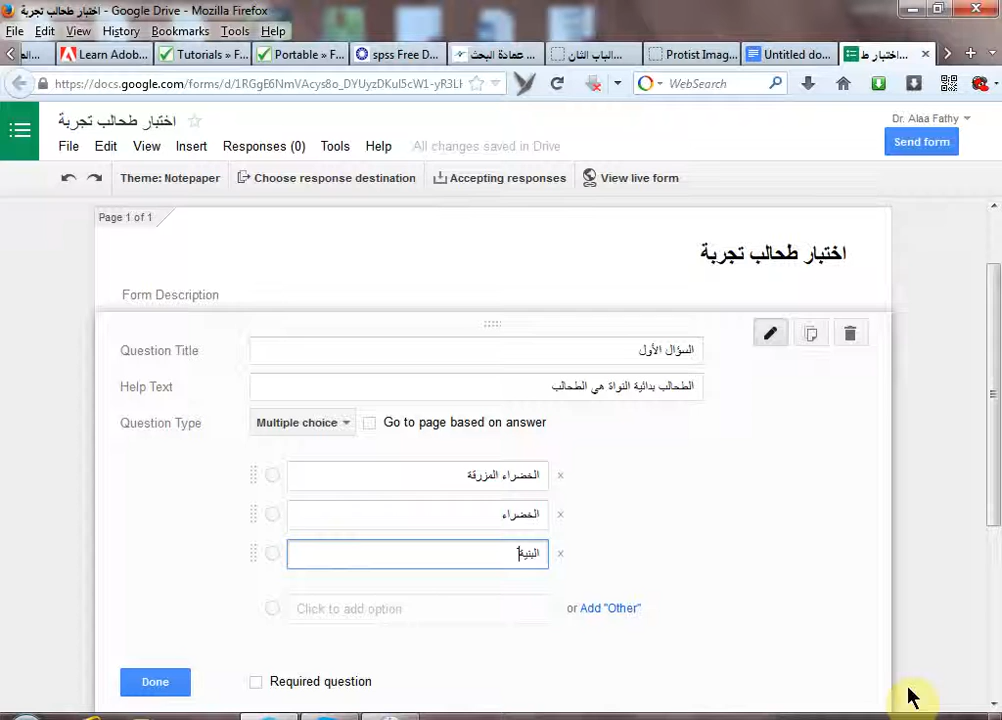 اختبار طحالب تجربة - Google Drive - Mozilla Firefox
File Edit View History Bookmarks Tools Help
Learn Adob... Tutorials » F... Portable » F... spss Free D... عمادة البحث ... الباب الثان... Protist Imag... Untitled do... اختبار ط...
https://docs.google.com/forms/d/1RGgE6NmVAcys8o_DYUyzDKul5cW1-yR3LH
WebSearch
اختبار طحالب تجربة
Dr. Alaa Fathy
File Edit View Insert Responses (0) Tools Help All changes saved in Drive
Send form
Theme: Notepaper Choose response destination Accepting responses View live form
Page 1 of 1
اختبار طحالب تجربة
Form Description
Question Title السؤال الأول
Help Text الطحالب بدائية النواة هي الطحالب
Question Type Multiple choice Go to page based on answer
الخضراء المزرقة x
الخضراء x
البنية x
Click to add option or Add "Other"
Done Required question